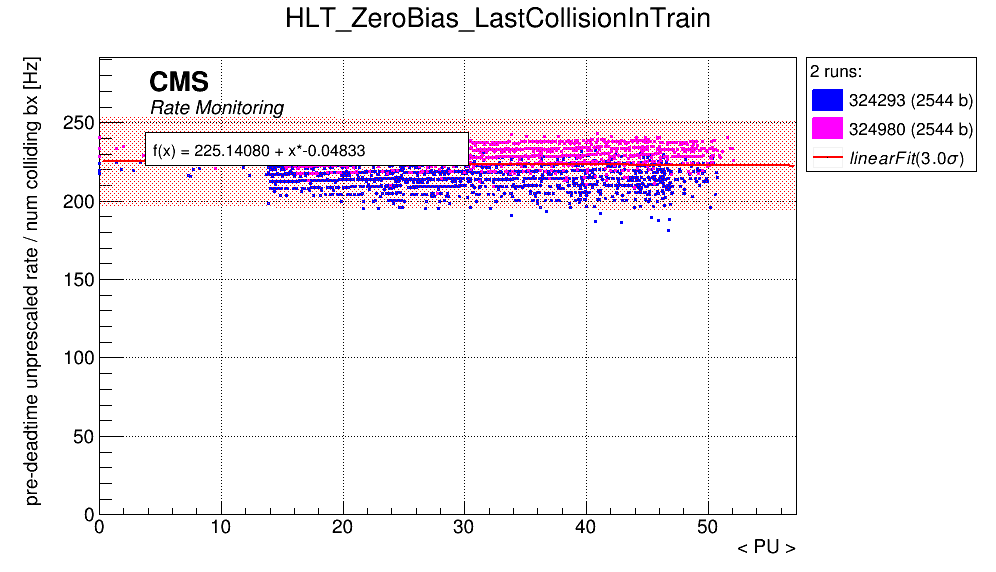 HLT_ZeroBias_LastCollisionInTrain
pre-deadtime unprescaled rate / num colliding bx [Hz]
CMS
Rate Monitoring
f(x) = 225.14080 + x*-0.04833
250
200
150
100
50
0
0 10 20 30 40 50
< PU >
2 runs:
324293 (2544 b)
324980 (2544 b)
linearFit(3.0σ)